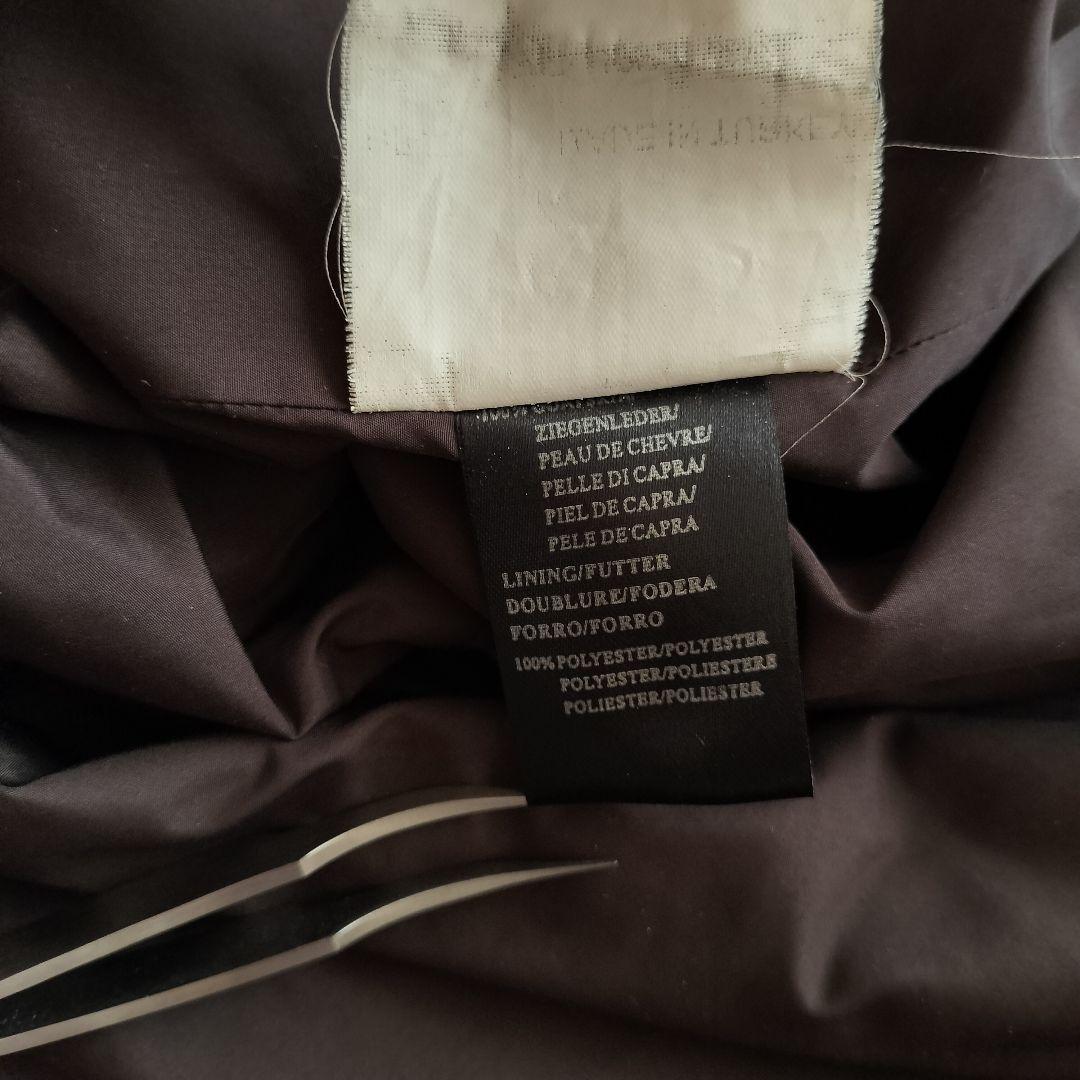 ZIEGENLEDER/
PEAU DE CHEVRE/
PELLE DI CAPRA/
PIEL DE CAPRA/
PELE DE CAPRA
LINING/FUTTER
DOUBLURE/FODERA
FORRO/FORRO
100% POLYESTER/POLYESTER
POLYESTER/POLIESTERE
POLIESTER/POLIESTER